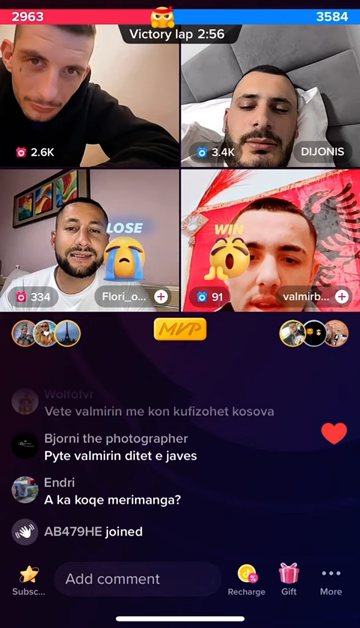 2963
3584
Victory lap 2:56
2.6K
3.4K
DIJONIS
LOSE
WIN
334
Flori_o...
91
valmirb...
MVP
Wolfofvr
Vete valmirin me kon kufizohet kosova
Bjorni the photographer
Pyte valmirin ditet e javes
Endri
A ka koqe merimanga?
AB479HE joined
Subsc...
Add comment
Recharge
Gift
More